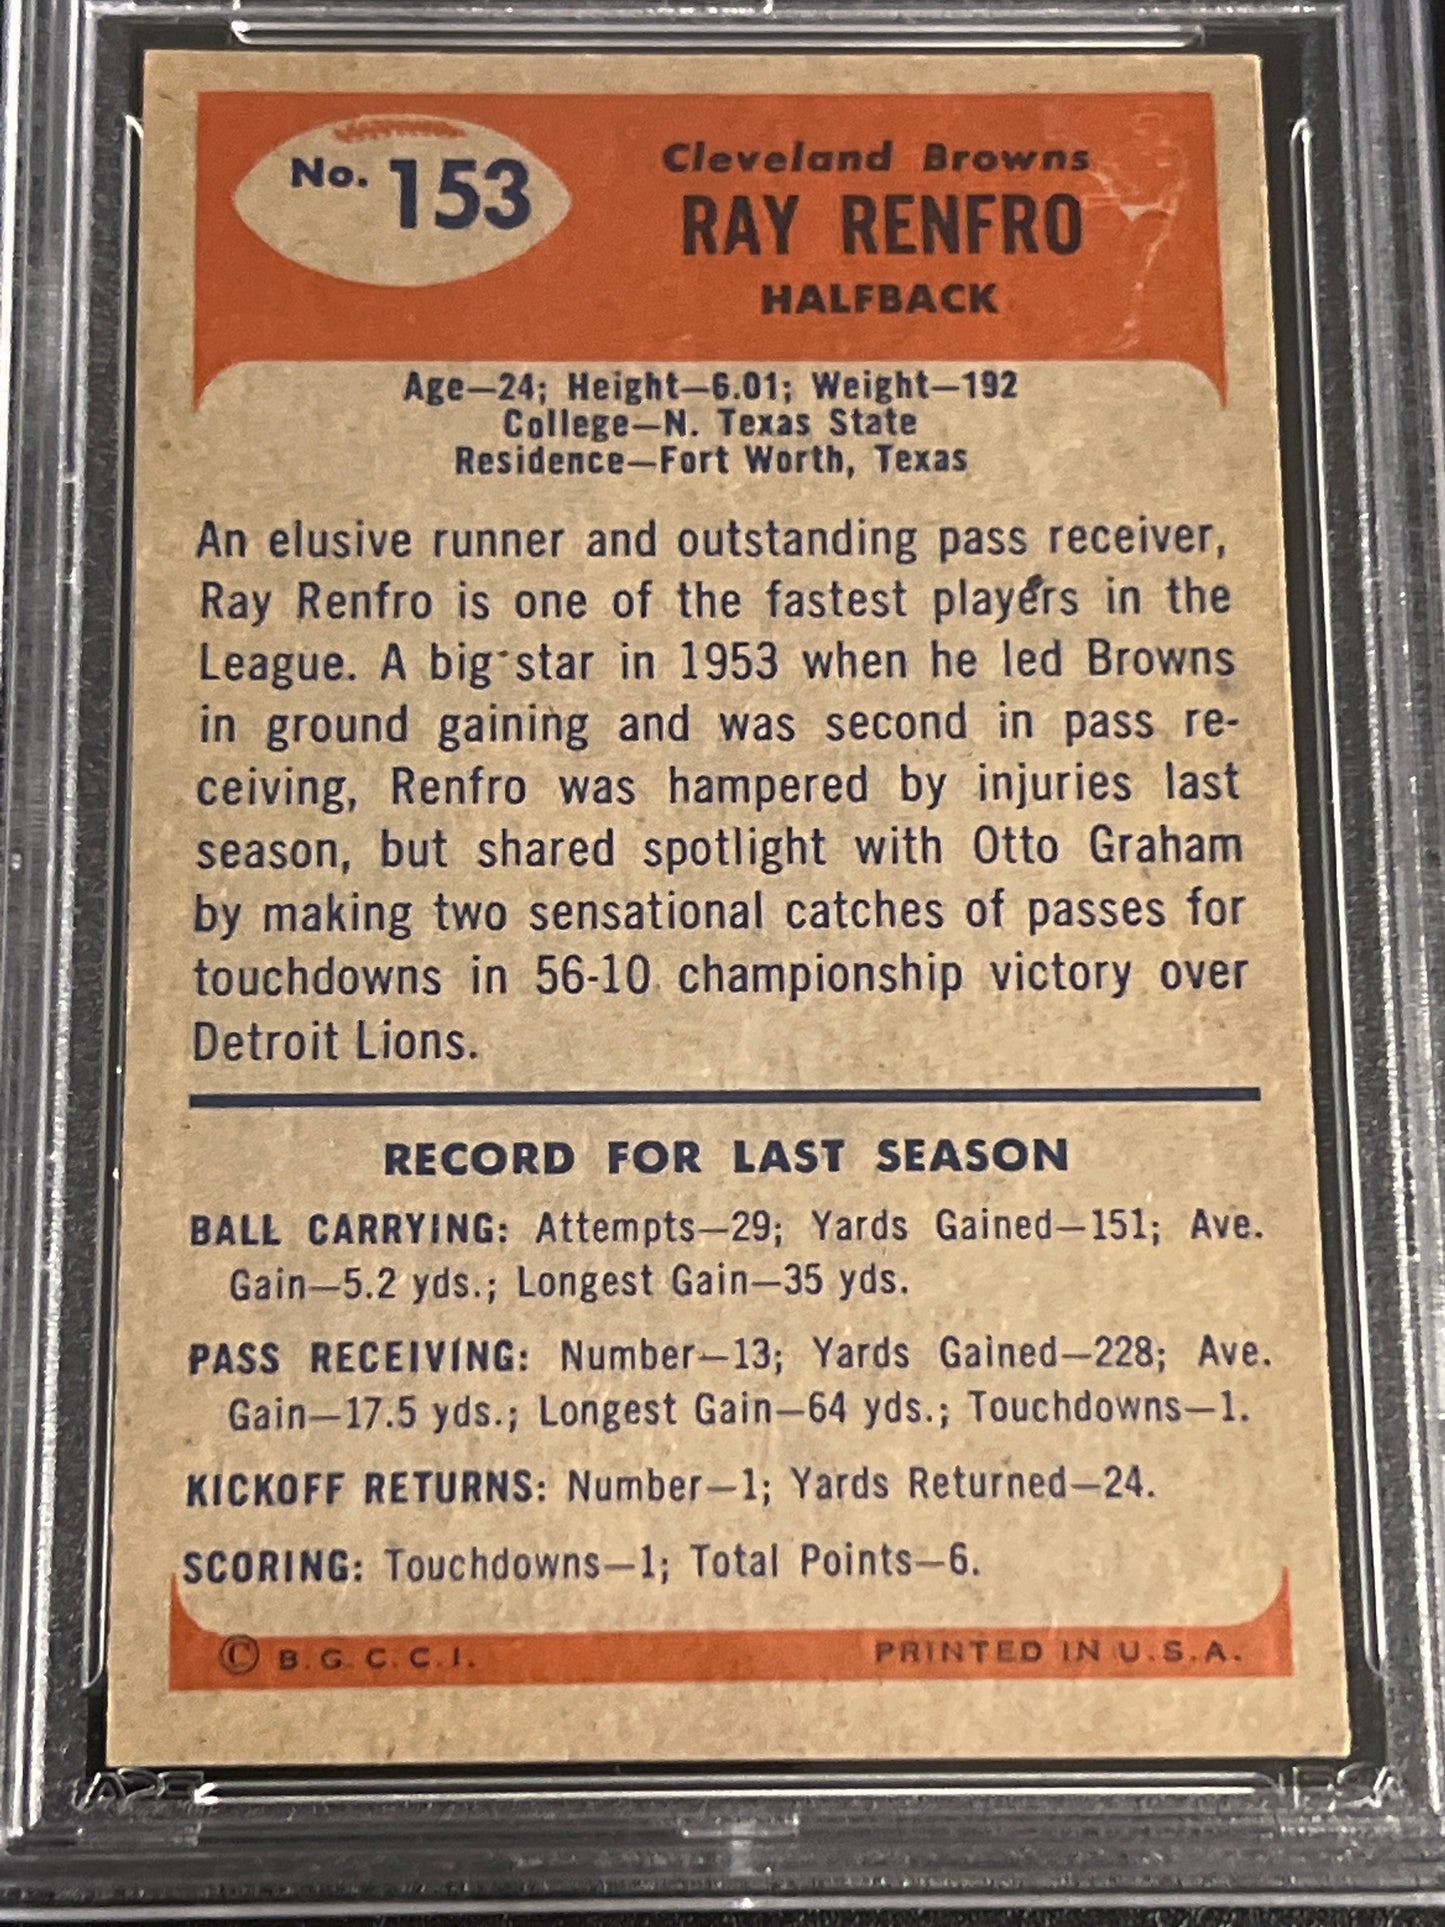 No. 153
Cleveland Browns
RAY RENFRO
HALFBACK
Age—24; Height—6.01; Weight—192
College—N. Texas State
Residence—Fort Worth, Texas
An elusive runner and outstanding pass receiver,
Ray Renfro is one of the fastest players in the
League. A big star in 1953 when he led Browns
in ground gaining and was second in pass re-
ceiving, Renfro was hampered by injuries last
season, but shared spotlight with Otto Graham
by making two sensational catches of passes for
touchdowns in 56-10 championship victory over
Detroit Lions.
RECORD FOR LAST SEASON
BALL CARRYING: Attempts—29; Yards Gained—151; Ave.
Gain—5.2 yds.; Longest Gain—35 yds.
PASS RECEIVING: Number—13; Yards Gained—228; Ave.
Gain—17.5 yds.; Longest Gain—64 yds.; Touchdowns—1.
KICKOFF RETURNS: Number—1; Yards Returned—24.
SCORING: Touchdowns—1; Total Points—6.
© B.G.C.C.I. PRINTED IN U.S.A.